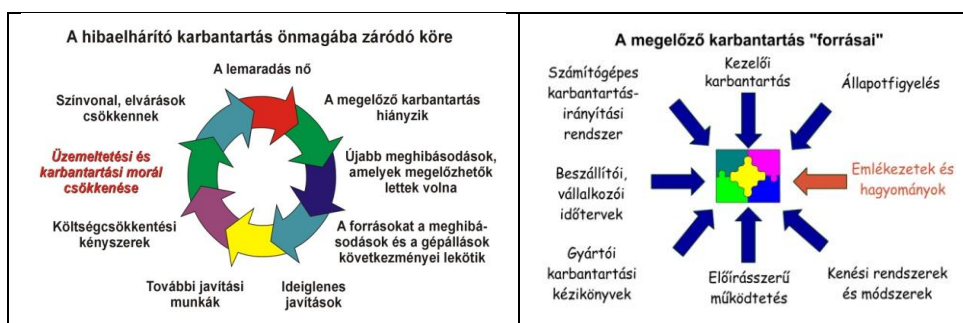 A hibaelhárító karbantartás önmagába záródó köre
A lemaradás nő
A megelőző karbantartás
hiányzik
Újabb meghibásodások,
amelyek megelőzhetők
lettek volna
A forrásokat a meghibá-
sodások és a gépállások
következményei lekötik
Ideiglenes
javítások
További javítási
munkák
Költségcsökkentési
kényszerek
Üzemeltetési és
karbantartási morál
csökkenése
Színvonal, elvárások
csökkennek
A megelőző karbantartás "forrásai"
Számítógépes
karbantartás-
irányítási
rendszer
Kezelői
karbantartás
Állapotfigyelés
Beszállítói,
vállalkozói
időtervek
Emlékezetek és
hagyományok
Gyártói
karbantartási
kézikönyvek
Előírásszerű
működtetés
Kenési rendszerek
és módszerek